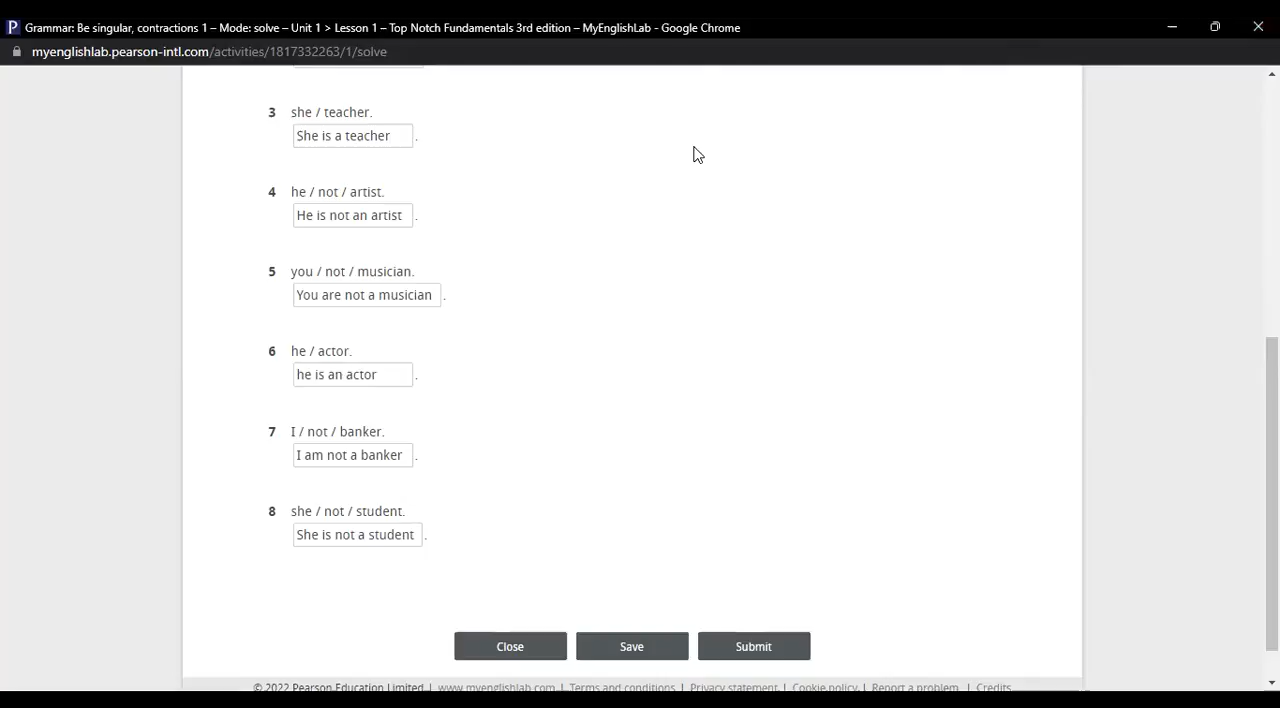 Grammar: Be singular, contractions 1 – Mode: solve – Unit 1 > Lesson 1 – Top Notch Fundamentals 3rd edition – MyEnglishLab - Google Chrome
myenglishlab.pearson-intl.com/activities/1817332263/1/solve
3 she / teacher.
She is a teacher .
4 he / not / artist.
He is not an artist .
5 you / not / musician.
You are not a musician .
6 he / actor.
he is an actor .
7 I / not / banker.
I am not a banker .
8 she / not / student.
She is not a student .
Close Save Submit
© 2022 Pearson Education Limited | www.myenglishlab.com | Terms and conditions | Privacy statement | Cookie policy | Report a problem | Credits